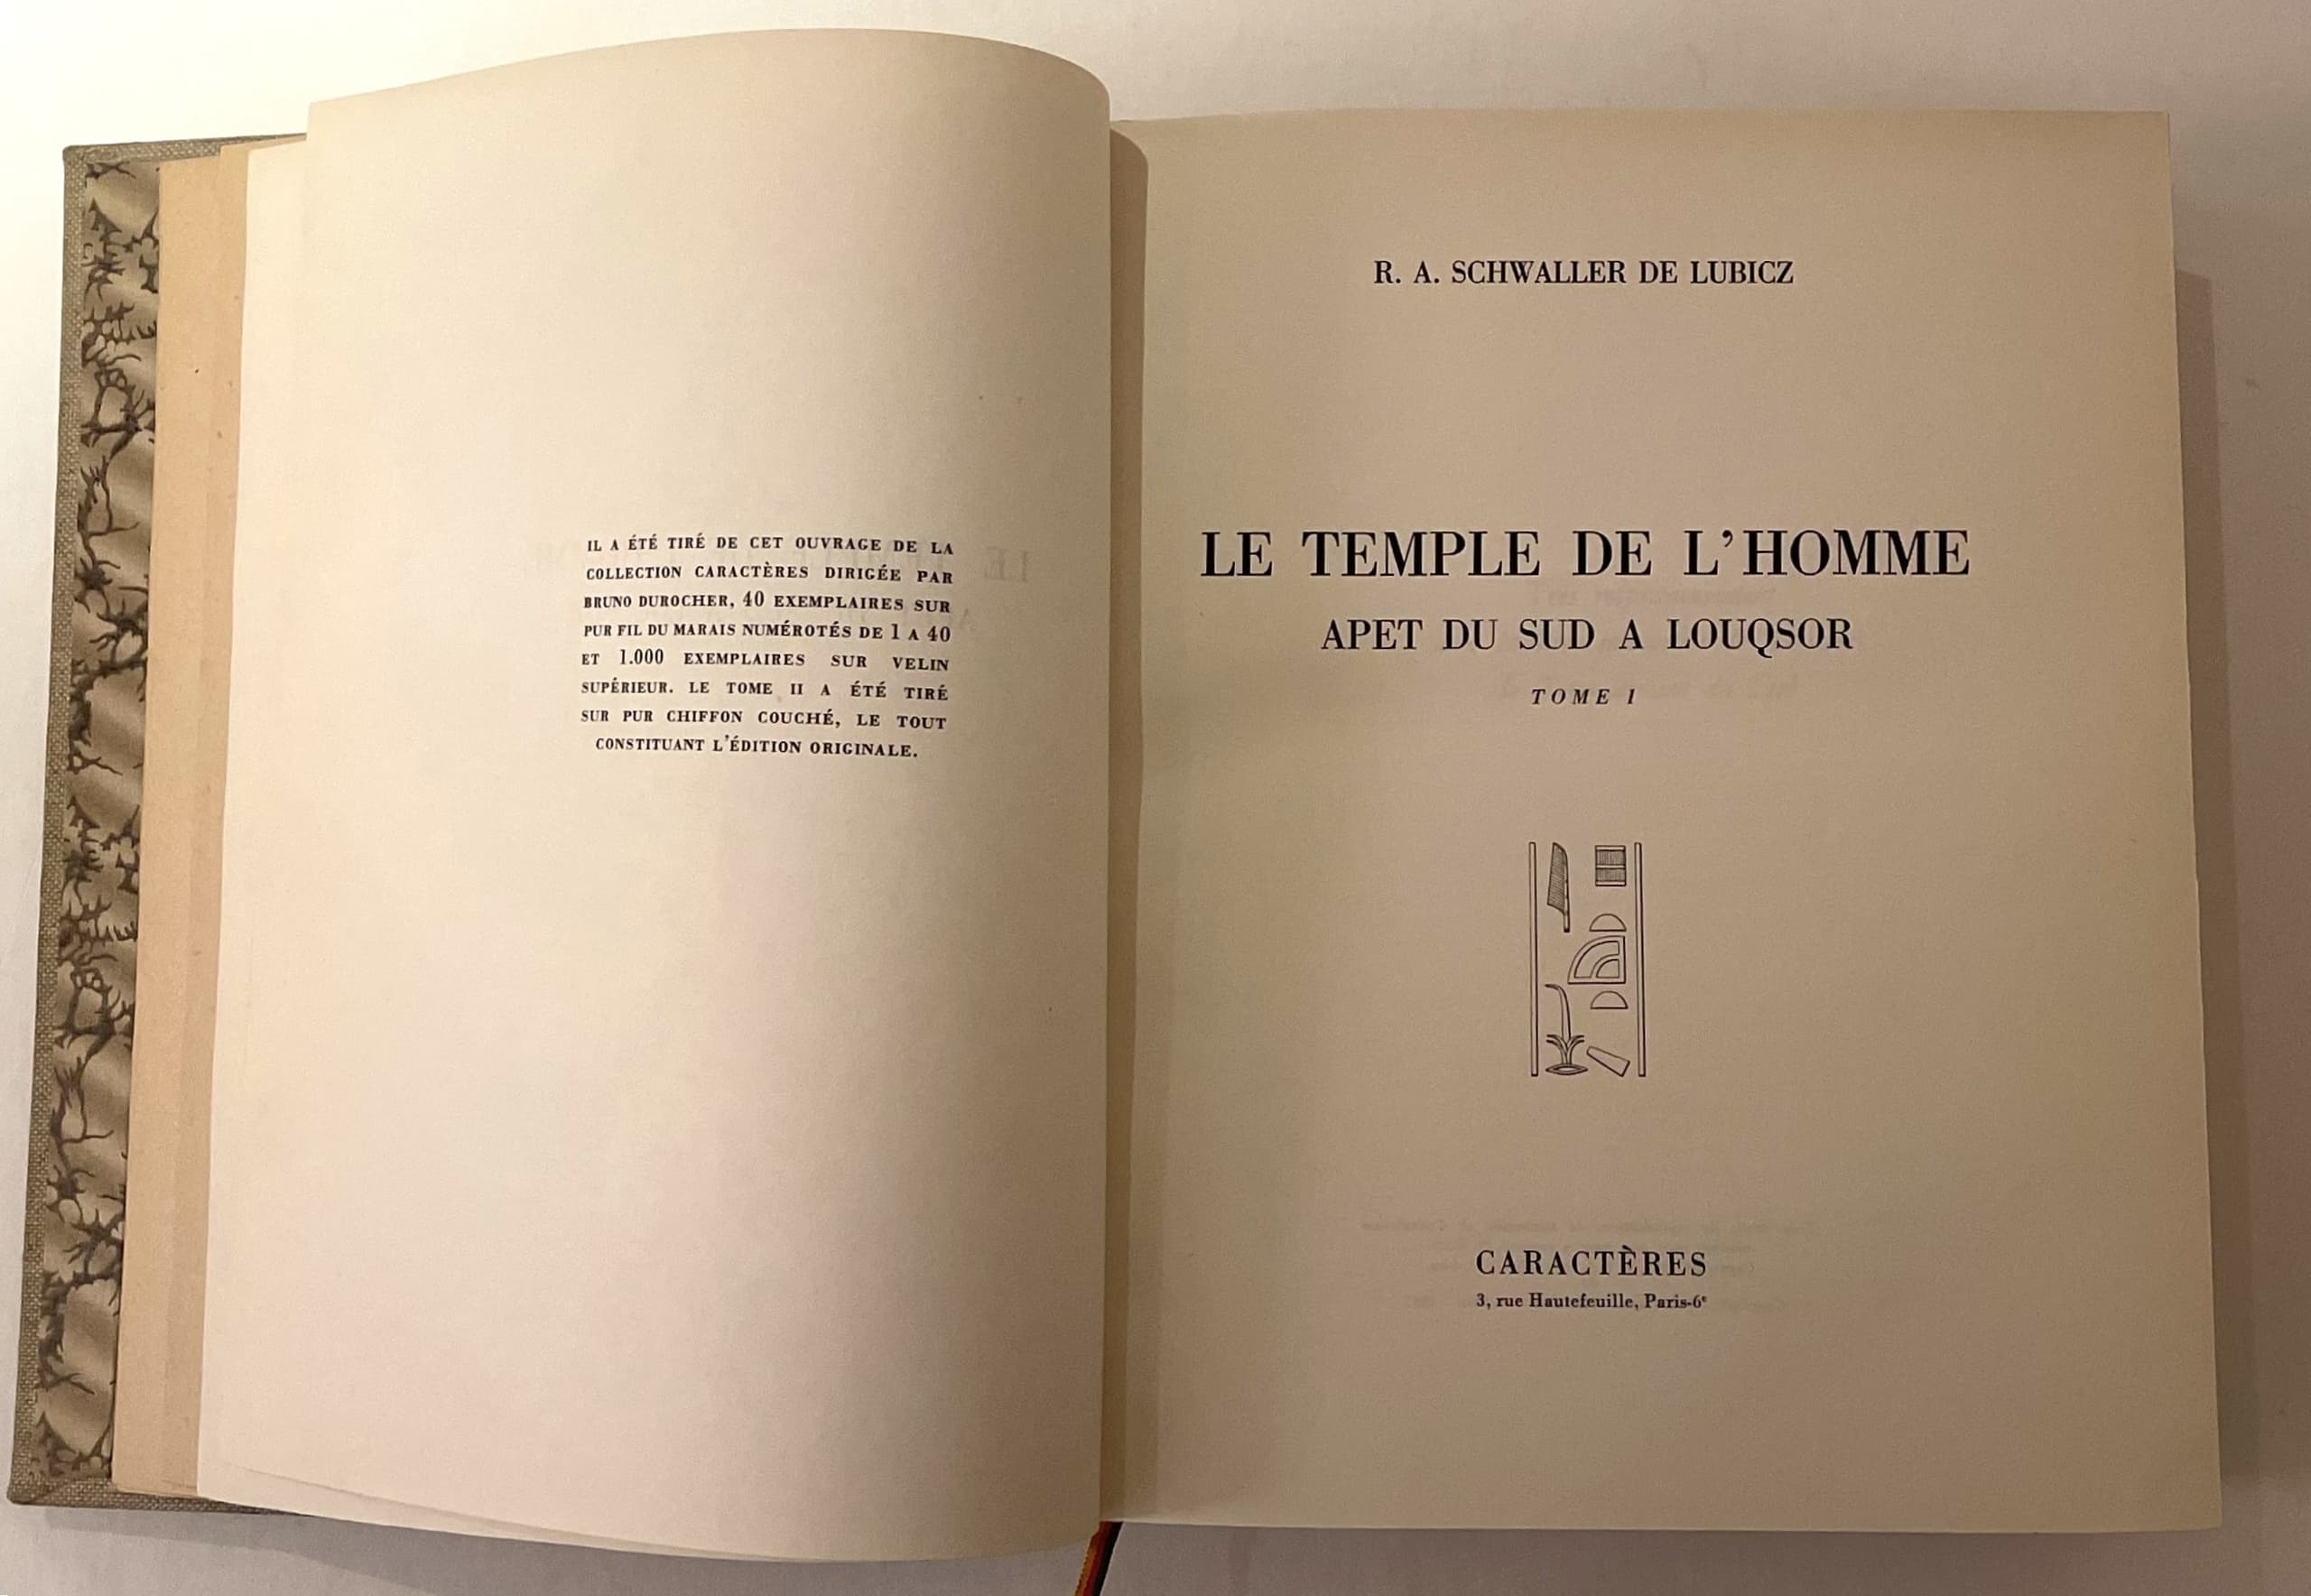 IL A ÉTÉ TIRÉ DE CET OUVRAGE DE LA
COLLECTION CARACTÈRES DIRIGÉE PAR
BRUNO DUROCHER, 40 EXEMPLAIRES SUR
PUR FIL DU MARAIS NUMÉROTÉS DE 1 A 40
ET 1.000 EXEMPLAIRES SUR VELIN
SUPÉRIEUR. LE TOME II A ÉTÉ TIRÉ
SUR PUR CHIFFON COUCHÉ, LE TOUT
CONSTITUANT L'ÉDITION ORIGINALE.
R. A. SCHWALLER DE LUBICZ
LE TEMPLE DE L'HOMME
APET DU SUD A LOUQSOR
TOME I
CARACTÈRES
3, rue Hautefeuille, Paris-6e